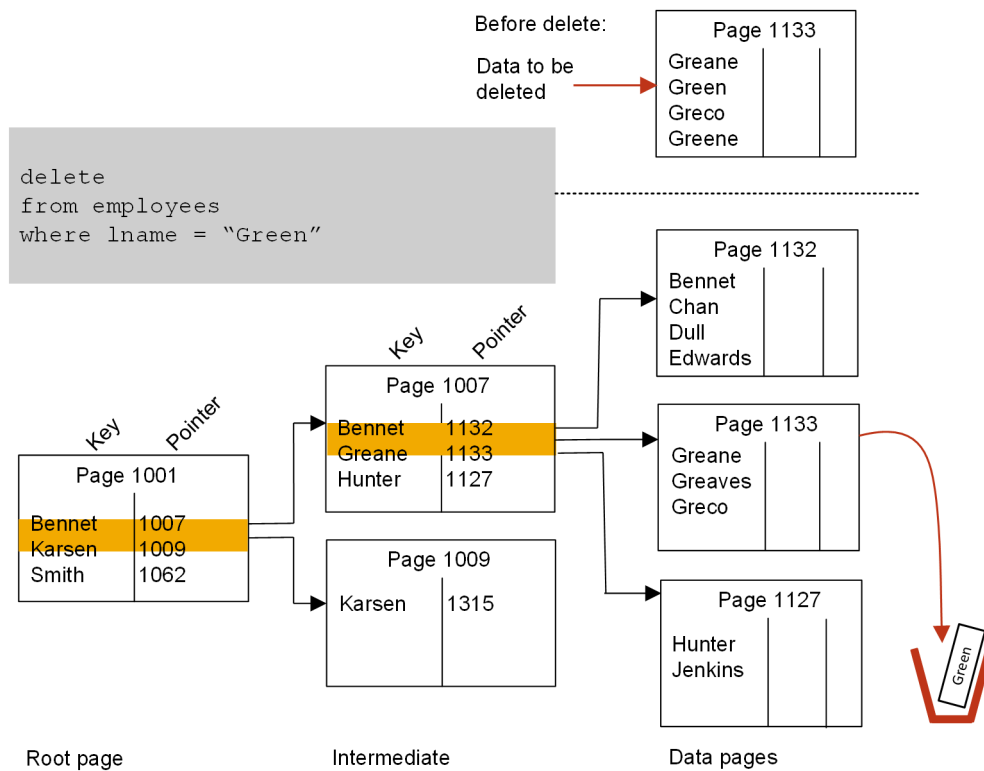 Before delete:
Page 1133
Data to be
deleted
Greane
Green
Greco
Greene
delete
from employees
where lname = “Green”
Page 1132
Bennet
Chan
Dull
Edwards
Key Pointer
Page 1007
Bennet 1132
Greane 1133
Hunter 1127
Page 1133
Greane
Greaves
Greco
Key Pointer
Page 1001
Bennet 1007
Karsen 1009
Smith 1062
Page 1009
Karsen 1315
Page 1127
Hunter
Jenkins
Green
Root page
Intermediate
Data pages